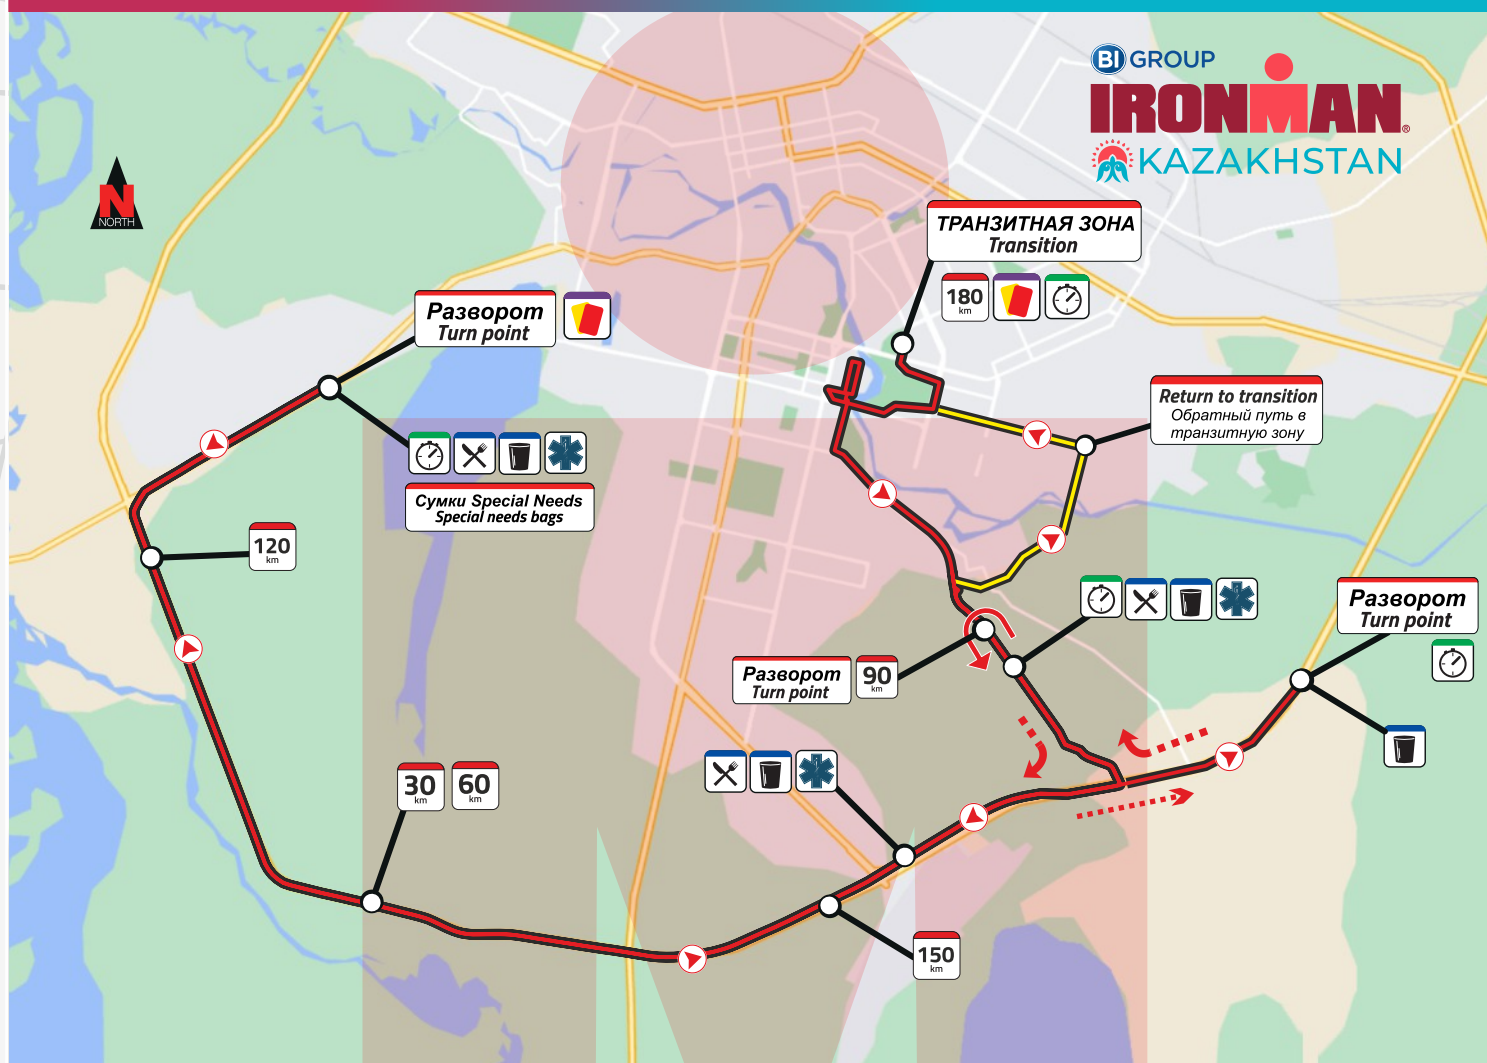 BI GROUP
IRONMAN®
KAZAKHSTAN
N
NORTH
ТРАНЗИТНАЯ ЗОНА
Transition
180
km
Разворот
Turn point
Return to transition
Обратный путь в
транзитную зону
Сумки Special Needs
Special needs bags
120
km
Разворот
Turn point
Разворот
Turn point
90
km
30
km
60
km
150
km